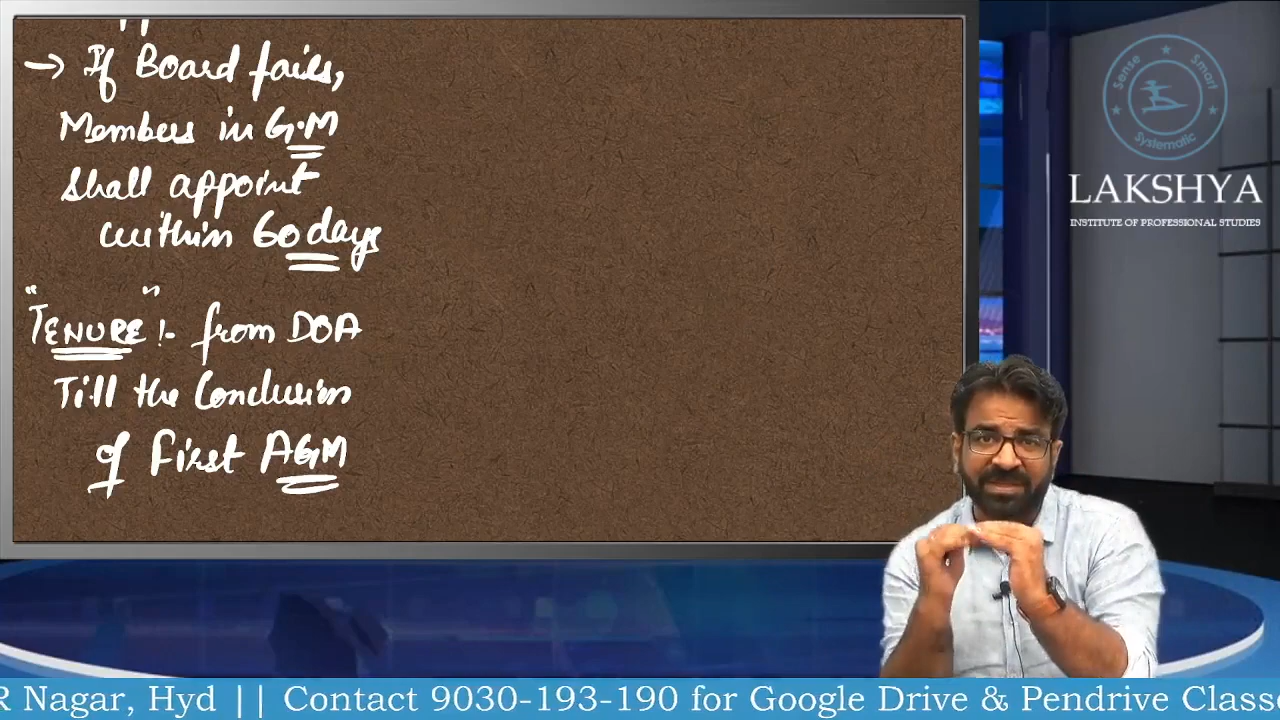 → If Board fails,
Members in G.M
shall appoint
within 60 days
"TENURE" :- from DOA
Till the Conclusion
of First AGM
Sense
Smart
Systematic
LAKSHYA
INSTITUTE OF PROFESSIONAL STUDIES
R Nagar, Hyd || Contact 9030-193-190 for Google Drive & Pendrive Classe